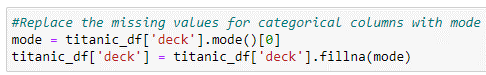 #Replace the missing values for categorical columns with mode
mode = titanic_df['deck'].mode()[0]
titanic_df['deck'] = titanic_df['deck'].fillna(mode)